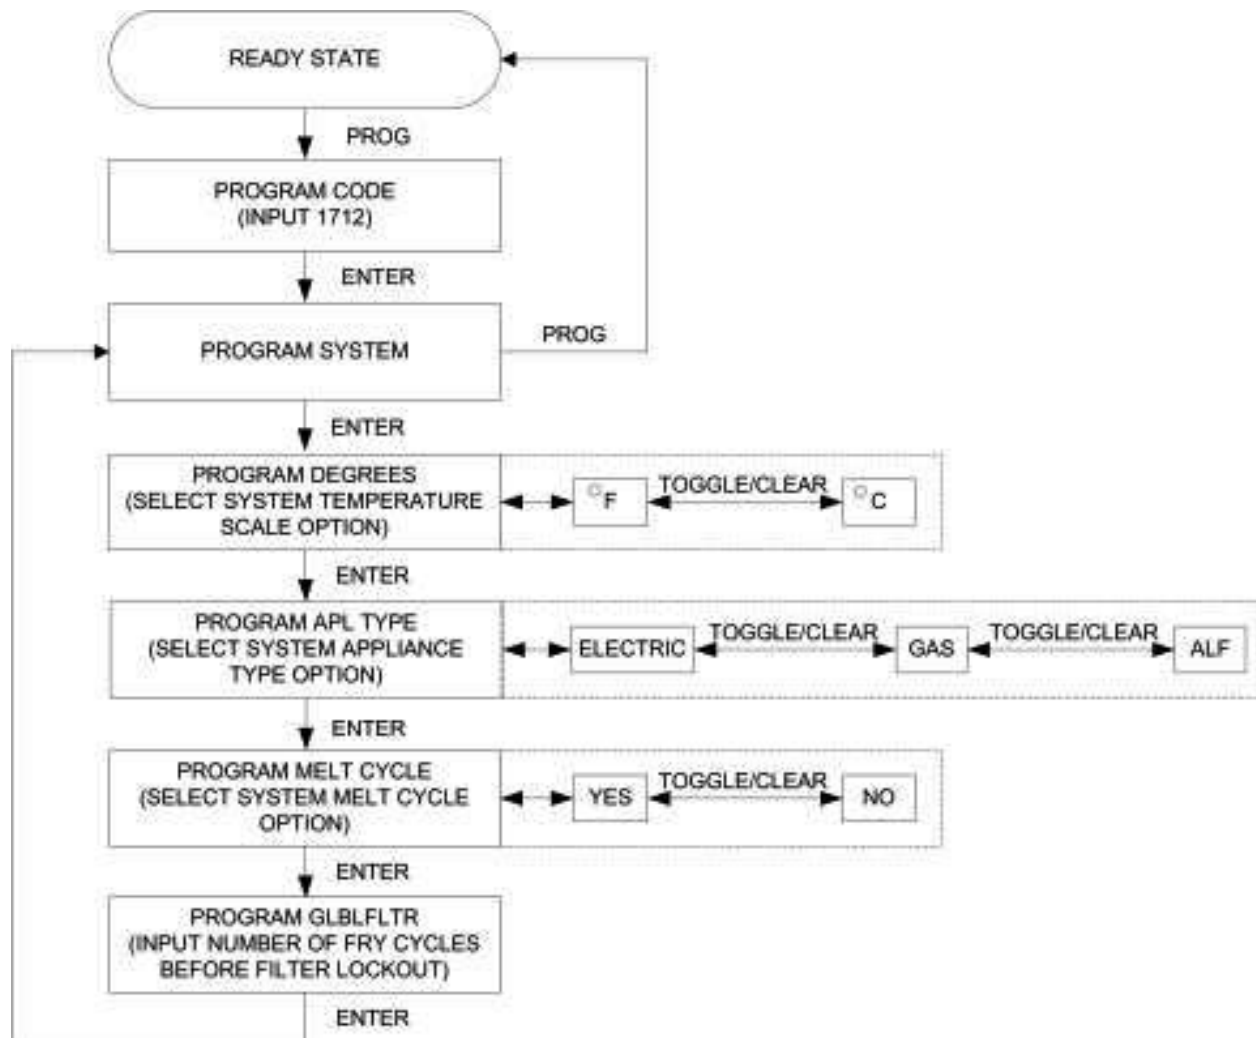 READY STATE
PROG
PROGRAM CODE
(INPUT 1712)
ENTER
PROGRAM SYSTEM
PROG
ENTER
PROGRAM DEGREES
(SELECT SYSTEM TEMPERATURE
SCALE OPTION)
°F
TOGGLE/CLEAR
°C
ENTER
PROGRAM APL TYPE
(SELECT SYSTEM APPLIANCE
TYPE OPTION)
ELECTRIC
TOGGLE/CLEAR
GAS
TOGGLE/CLEAR
ALF
ENTER
PROGRAM MELT CYCLE
(SELECT SYSTEM MELT CYCLE
OPTION)
YES
TOGGLE/CLEAR
NO
ENTER
PROGRAM GLBLFLTR
(INPUT NUMBER OF FRY CYCLES
BEFORE FILTER LOCKOUT)
ENTER